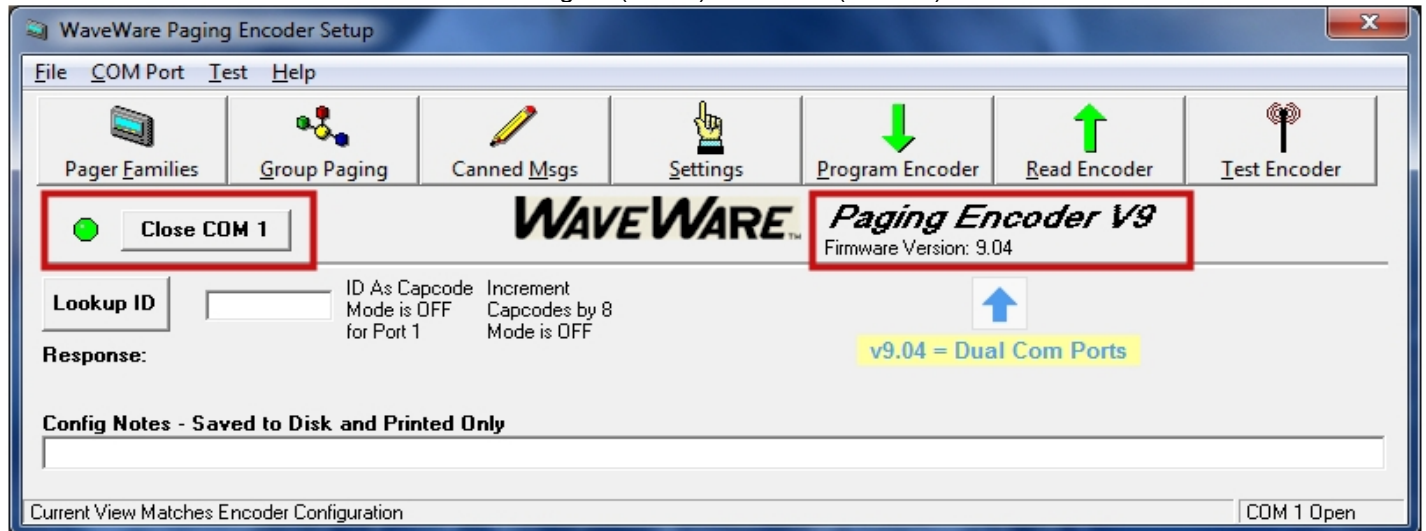 WaveWare Paging Encoder Setup
File COM Port Test Help
Pager Families Group Paging Canned Msgs Settings Program Encoder Read Encoder Test Encoder
Close COM 1
WAVEWARE™
Paging Encoder V9
Firmware Version: 9.04
Lookup ID
ID As Capcode
Mode is OFF
for Port 1
Increment
Capcodes by 8
Mode is OFF
Response:
v9.04 = Dual Com Ports
Config Notes - Saved to Disk and Printed Only
Current View Matches Encoder Configuration
COM 1 Open